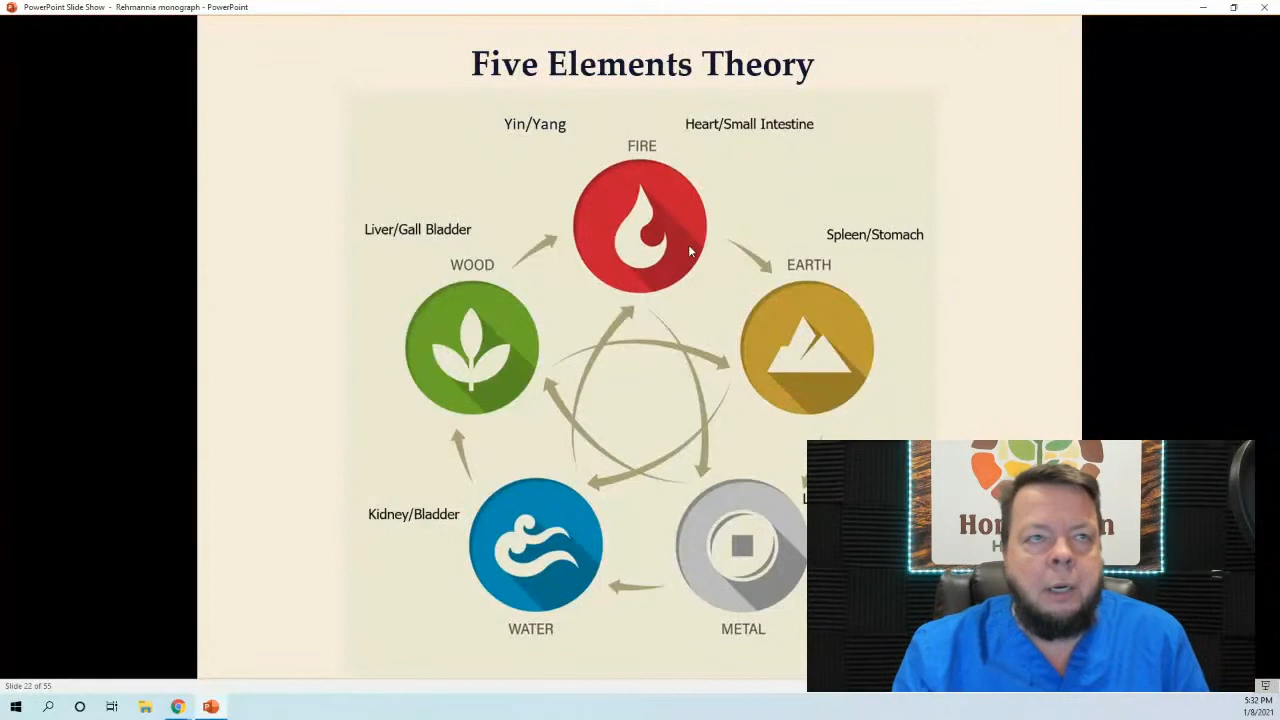 PowerPoint Slide Show - Rehmannia monograph - PowerPoint
Five Elements Theory
Yin/Yang
Heart/Small Intestine
FIRE
Liver/Gall Bladder
Spleen/Stomach
WOOD
EARTH
Kidney/Bladder
WATER
METAL
Slide 22 of 55
5:32 PM
1/8/2021